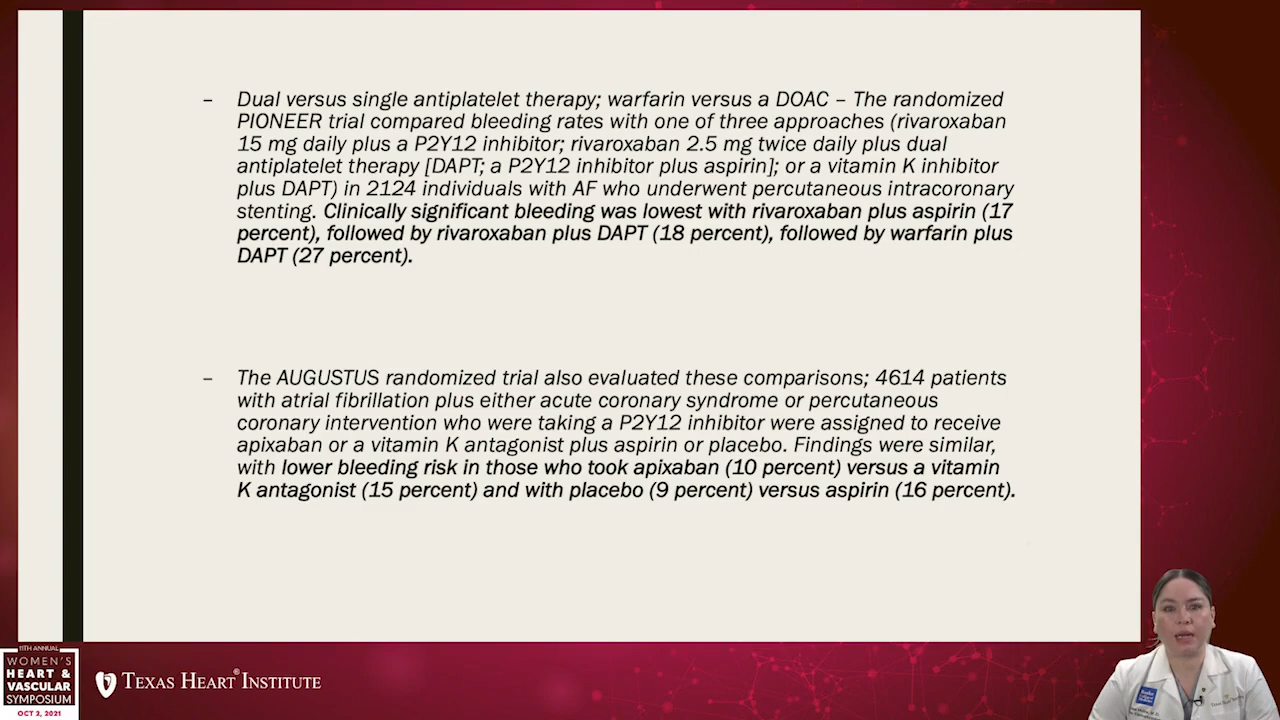 – Dual versus single antiplatelet therapy; warfarin versus a DOAC – The randomized
PIONEER trial compared bleeding rates with one of three approaches (rivaroxaban
15 mg daily plus a P2Y12 inhibitor; rivaroxaban 2.5 mg twice daily plus dual
antiplatelet therapy [DAPT; a P2Y12 inhibitor plus aspirin]; or a vitamin K inhibitor
plus DAPT) in 2124 individuals with AF who underwent percutaneous intracoronary
stenting. Clinically significant bleeding was lowest with rivaroxaban plus aspirin (17
percent), followed by rivaroxaban plus DAPT (18 percent), followed by warfarin plus
DAPT (27 percent).
– The AUGUSTUS randomized trial also evaluated these comparisons; 4614 patients
with atrial fibrillation plus either acute coronary syndrome or percutaneous
coronary intervention who were taking a P2Y12 inhibitor were assigned to receive
apixaban or a vitamin K antagonist plus aspirin or placebo. Findings were similar,
with lower bleeding risk in those who took apixaban (10 percent) versus a vitamin
K antagonist (15 percent) and with placebo (9 percent) versus aspirin (16 percent).
11TH ANNUAL
WOMEN'S
HEART &
VASCULAR
SYMPOSIUM
OCT 2, 2021
TEXAS HEART® INSTITUTE